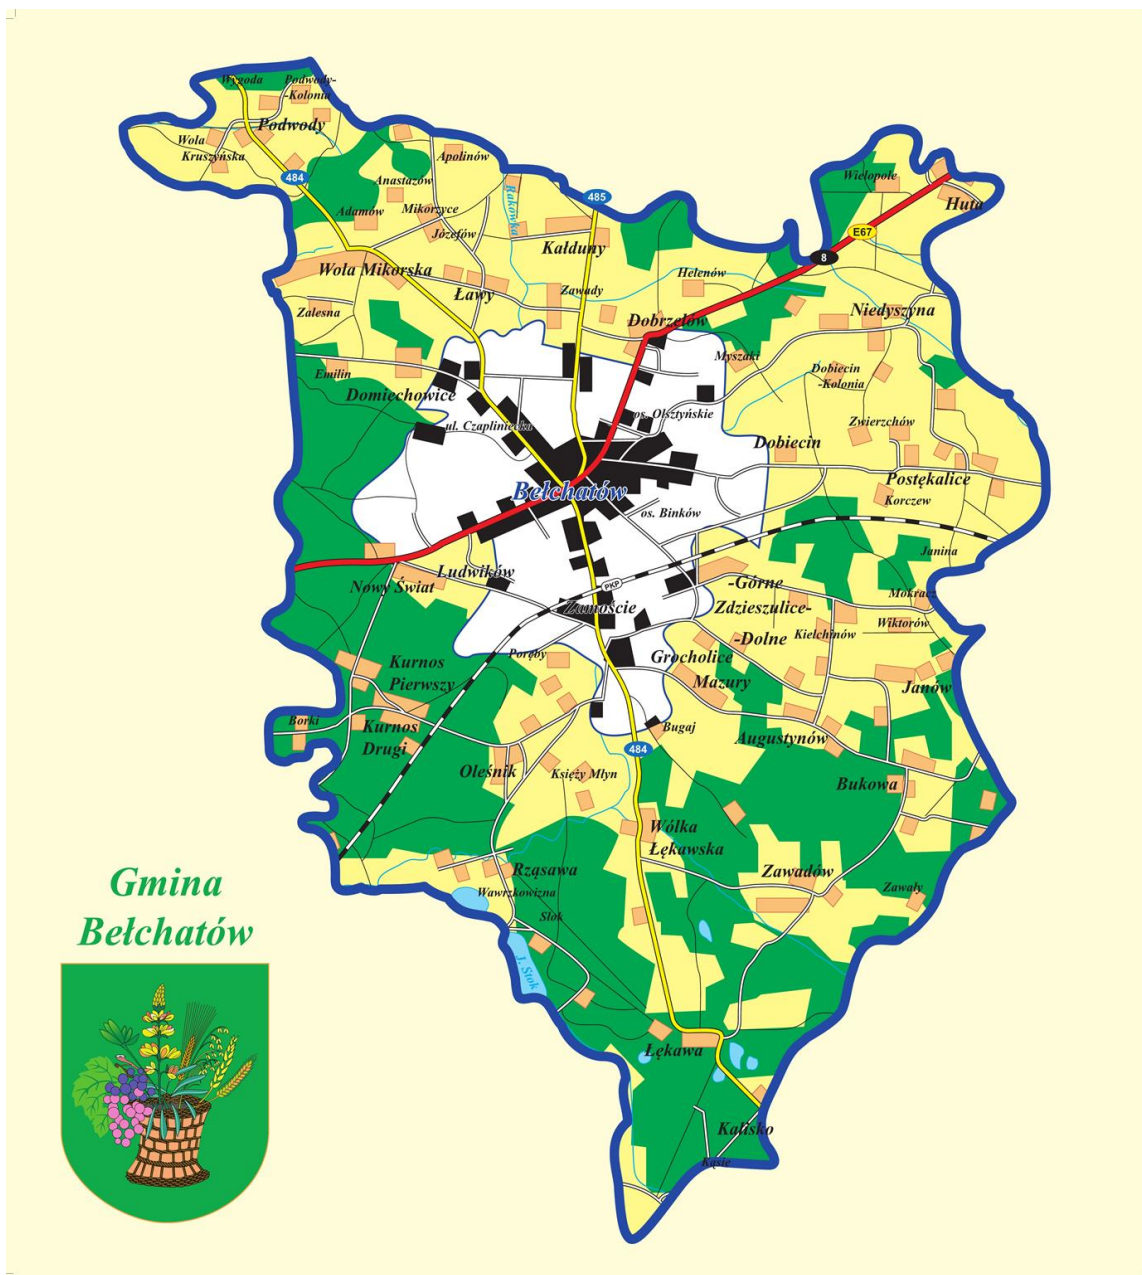 Wygoda
Podwody-
-Kolonia
Podwody
Wola
Kruszyńska
484
Apolinów
Anastazów
Adamów
Mikorzyce
Józefów
Rakówka
485
Kałduny
Wielopole
Huta
E67
8
Wola Mikorska
Ławy
Zawady
Helenów
Zalesna
Dobrzelów
Niedyszyna
Myszaki
Emilin
Domiechowice
Dobiecin
-Kolonia
ul. Czapliniecka
os. Olsztyńskie
Zwierzchów
Dobiecin
Postękalice
Korczew
Bełchatów
os. Binków
Janina
Ludwików
Nowy Świat
PKP
Zamoście
-Górne
Zdzieszulice-
-Dolne
Mokracz
Wiktorów
Kielchinów
Poręby
Grocholice
Mazury
Janów
Kurnos
Pierwszy
Borki
Kurnos
Drugi
Bugaj
Augustynów
484
Oleśnik
Księży Młyn
Bukowa
Wólka
Łękawska
Rząsawa
Wawrzkowizna
Słok
Zawadów
Zawały
J. Słok
Łękawa
Kalisko
Kąsie
Gmina
Bełchatów